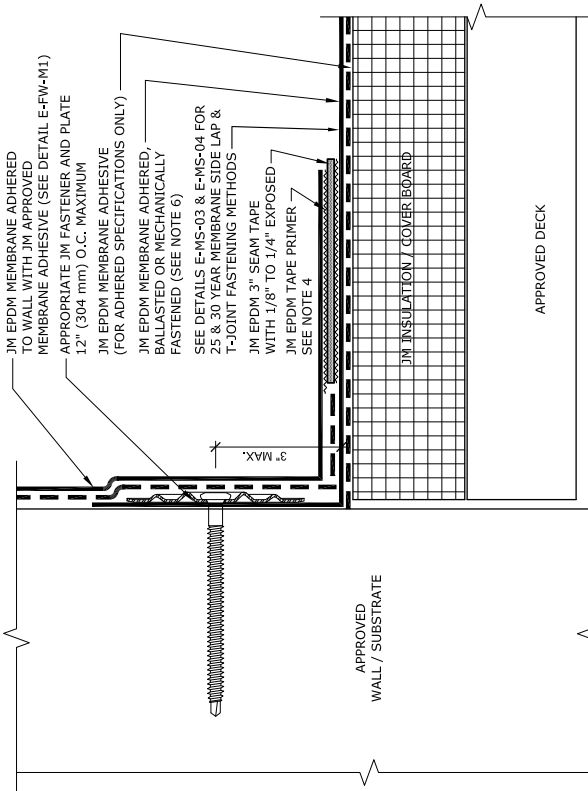 JM EPDM MEMBRANE ADHERED
TO WALL WITH JM APPROVED
MEMBRANE ADHESIVE (SEE DETAIL E-FW-M1)
APPROPRIATE JM FASTENER AND PLATE
12" (304 mm) O.C. MAXIMUM
JM EPDM MEMBRANE ADHESIVE
(FOR ADHERED SPECIFICATIONS ONLY)
JM EPDM MEMBRANE ADHERED,
BALLASTED OR MECHANICALLY
FASTENED (SEE NOTE 6)
SEE DETAILS E-MS-03 & E-MS-04 FOR
25 & 30 YEAR MEMBRANE SIDE LAP &
T-JOINT FASTENING METHODS
JM EPDM 3" SEAM TAPE
WITH 1/8" TO 1/4" EXPOSED
JM EPDM TAPE PRIMER
SEE NOTE 4
3" MAX.
JM INSULATION / COVER BOARD
APPROVED DECK
APPROVED
WALL / SUBSTRATE